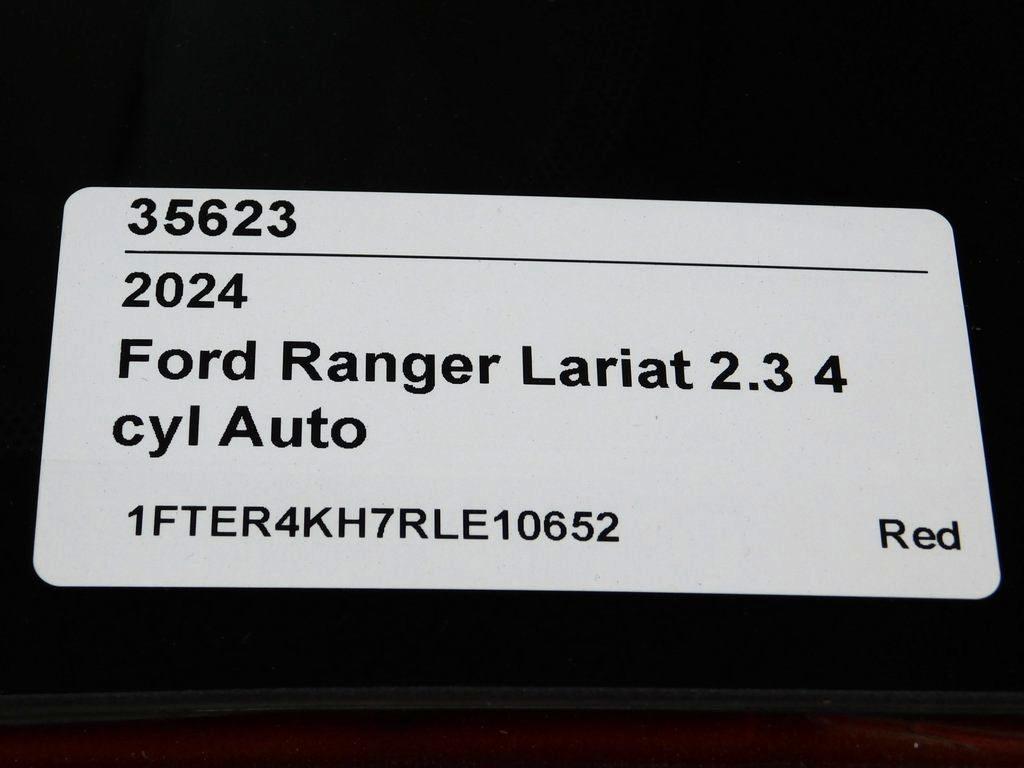 35623
2024
Ford Ranger Lariat 2.3 4
cyl Auto
1FTER4KH7RLE10652 Red